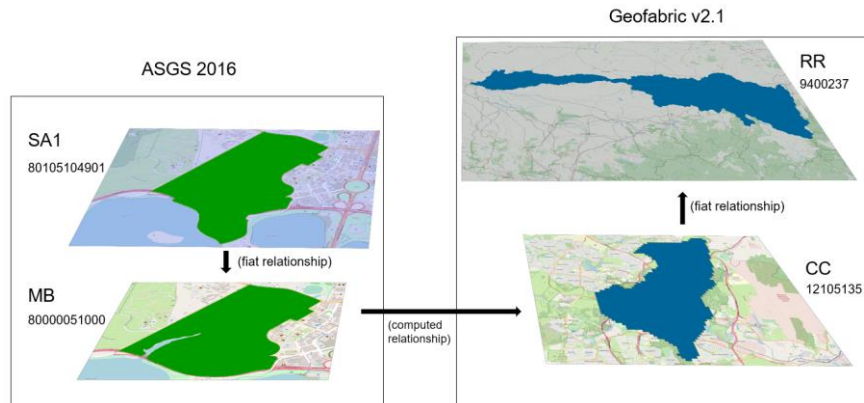 Geofabric v2.1
ASGS 2016
RR
9400237
SA1
80105104901
(fiat relationship)
(fiat relationship)
MB
80000051000
(computed
relationship)
CC
12105135